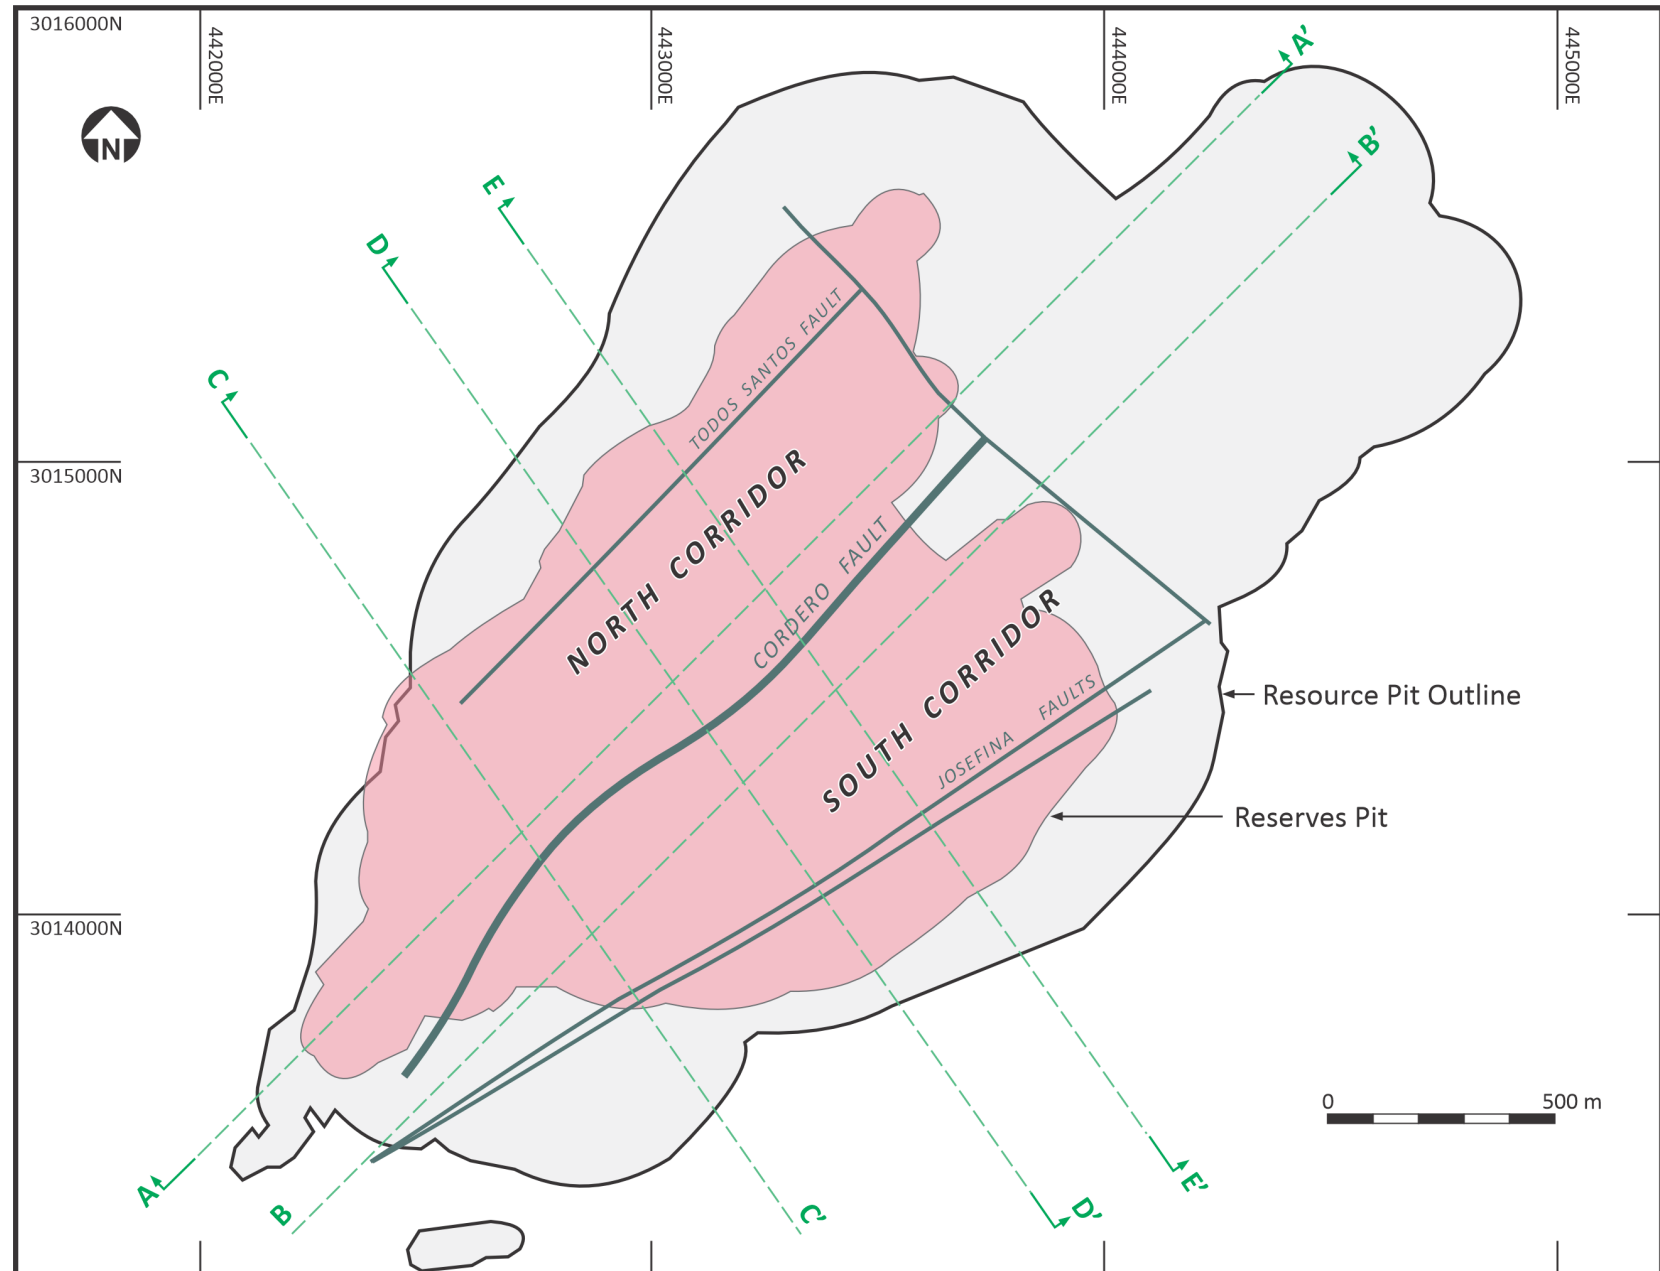 3016000N
442000E
443000E
444000E
445000E
A'
B'
N
E
D
C
TODOS SANTOS FAULT
3015000N
NORTH CORRIDOR
CORDERO FAULT
SOUTH CORRIDOR
JOSEFINA FAULTS
Resource Pit Outline
Reserves Pit
3014000N
0 500 m
A
B
C'
D'
E'